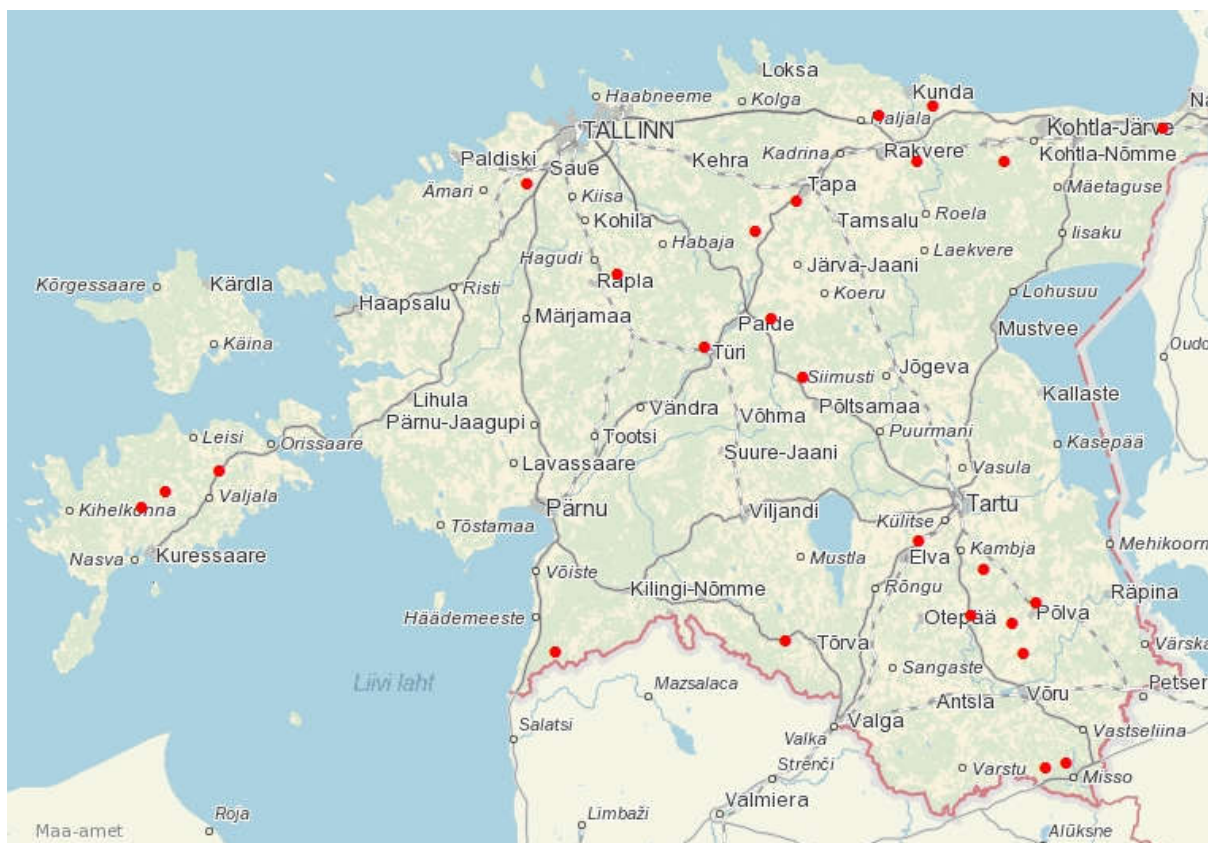 Loksa
Haabneeme
Kolga
Kunda
Haljala
Na
TALLINN
Kohtla-Järve
Paldiski
Saue
Kehra
Kadrina
Rakvere
Kohtla-Nõmme
Ämari
Kiisa
Tapa
Mäetaguse
Kohila
Tamsalu
Roela
Habaja
Iisaku
Hagudi
Laekvere
Järva-Jaani
Kõrgessaare
Kärdla
Rapla
Risti
Koeru
Lohusuu
Haapsalu
Märjamaa
Paide
Mustvee
Käina
Türi
Oudo
Siimusti
Jõgeva
Kallaste
Lihula
Vändra
Võhma
Põltsamaa
Pärnu-Jaagupi
Leisi
Orissaare
Tootsi
Puurmani
Kasepää
Suure-Jaani
Lavassaare
Vasula
Valjala
Kihelkonna
Pärnu
Viljandi
Tartu
Tõstamaa
Külitse
Mehikoorm
Nasva
Kuressaare
Mustla
Elva
Kambja
Võiste
Kilingi-Nõmme
Rõngu
Räpina
Häädemeeste
Otepää
Põlva
Tõrva
Värska
Sangaste
Liivi laht
Mazsalaca
Petser
Antsla
Võru
Salatsi
Valga
Vastseliina
Valka
Strenči
Varstu
Misso
Valmiera
Roja
Limbaži
Maa-amet
Alūksne